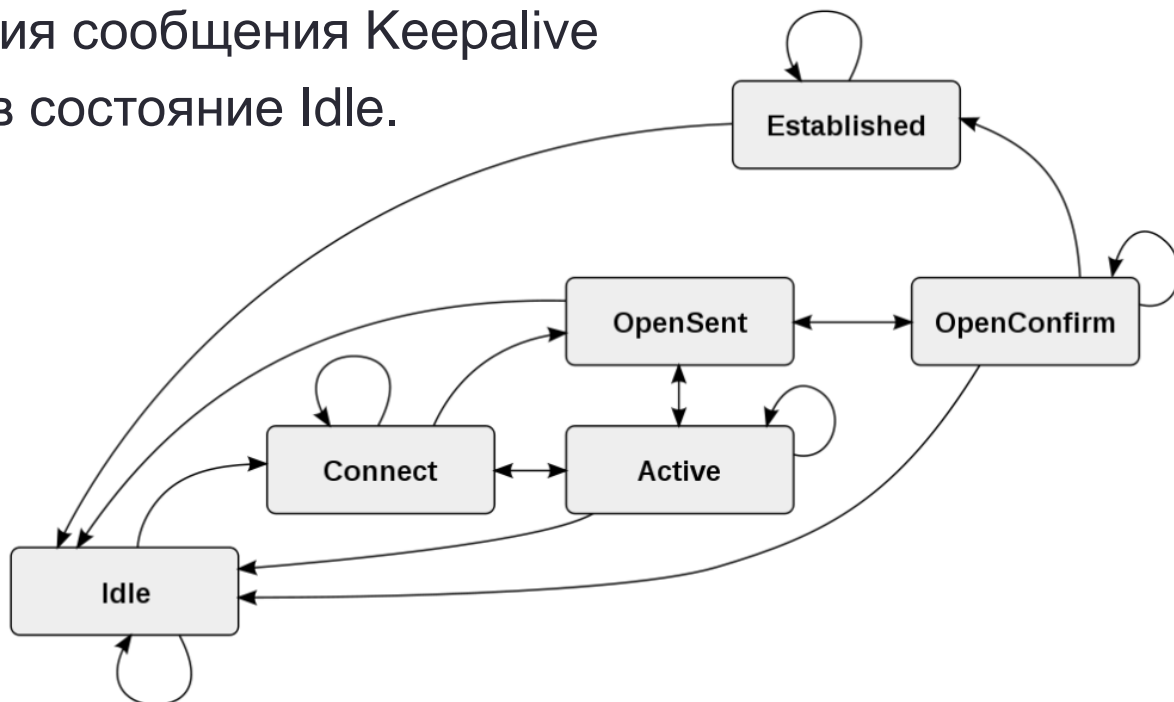 ия сообщения Keepalive
в состояние Idle.
Established
OpenSent
OpenConfirm
Connect
Active
Idle